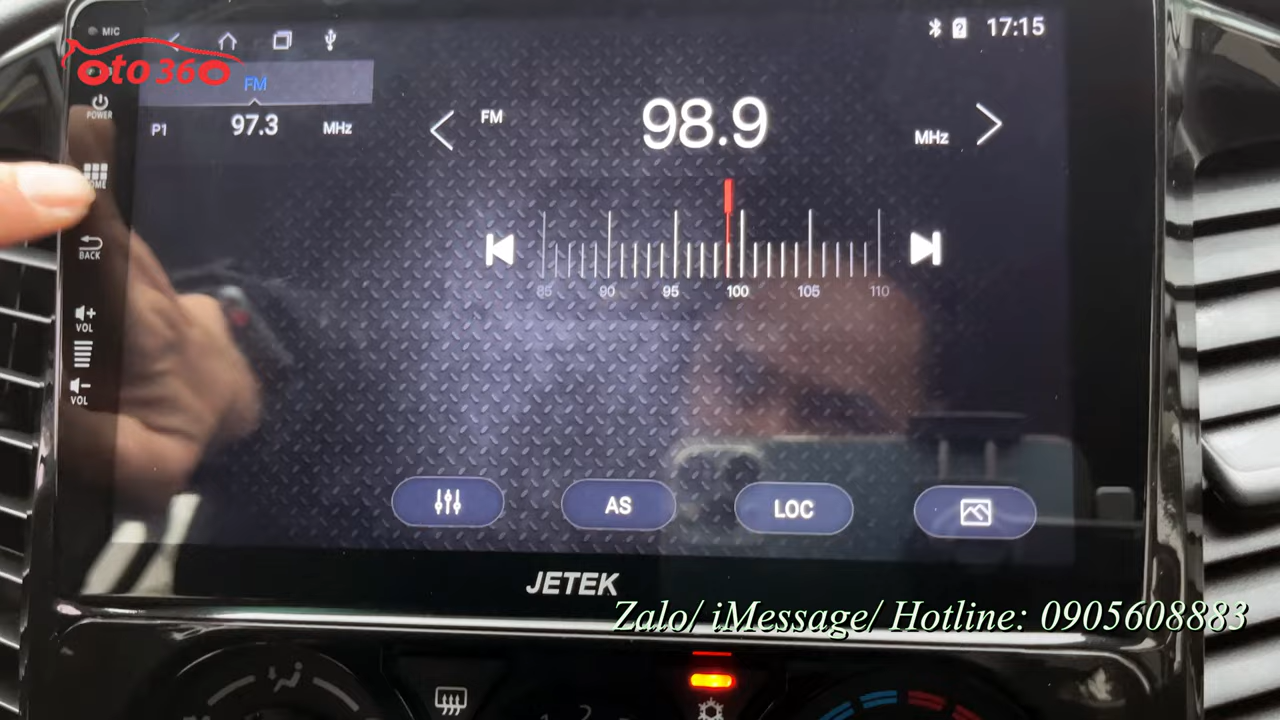 MIC
17:15
oto360
FM
POWER
P1 97.3 MHz
FM 98.9 MHz
HOME
BACK
85 90 95 100 105 110
VOL
VOL
AS
LOC
JETEK
Zalo/ iMessage/ Hotline: 0905608883